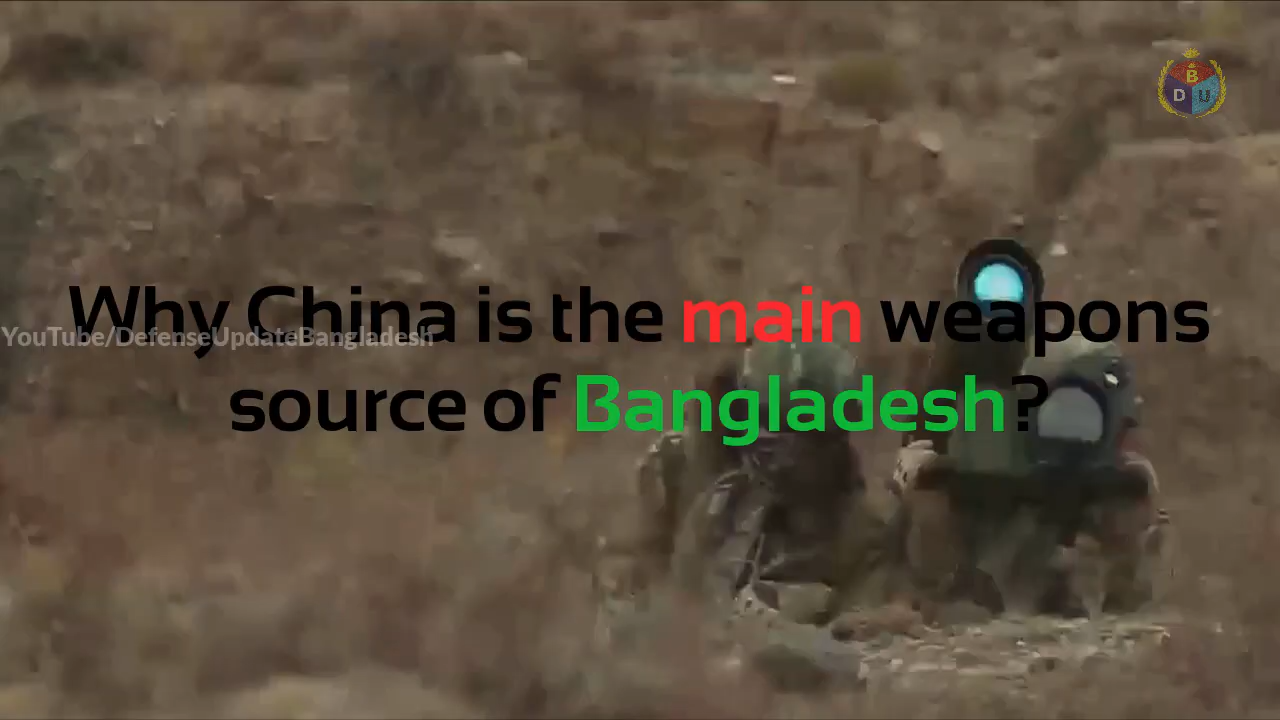 B
D U
Why China is the main weapons
YouTube/DefenseUpdateBangladesh
source of Bangladesh?